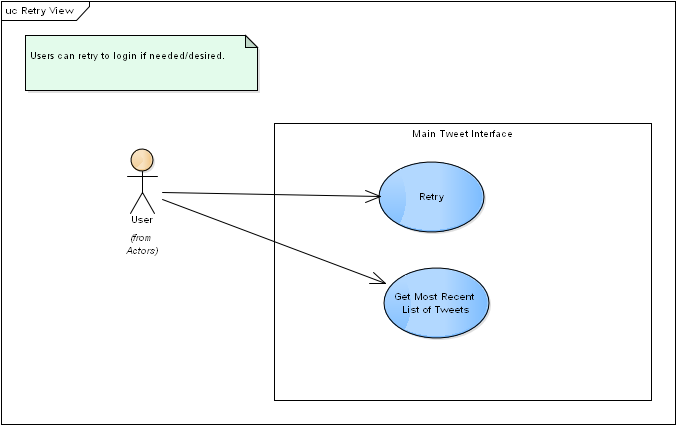 uc Retry View
Users can retry to login if needed/desired.
Main Tweet Interface
Retry
User
(from
Actors)
Get Most Recent
List of Tweets